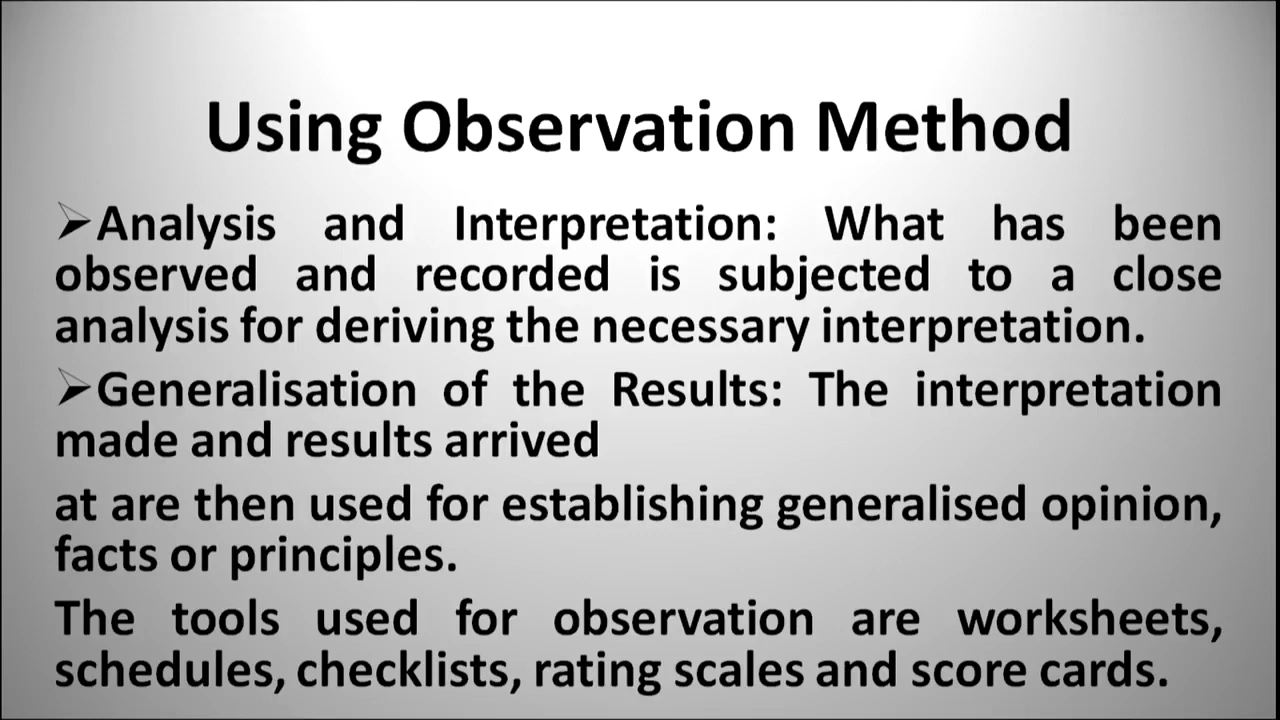 Using Observation Method
➢Analysis and Interpretation: What has been
observed and recorded is subjected to a close
analysis for deriving the necessary interpretation.
➢Generalisation of the Results: The interpretation
made and results arrived
at are then used for establishing generalised opinion,
facts or principles.
The tools used for observation are worksheets,
schedules, checklists, rating scales and score cards.